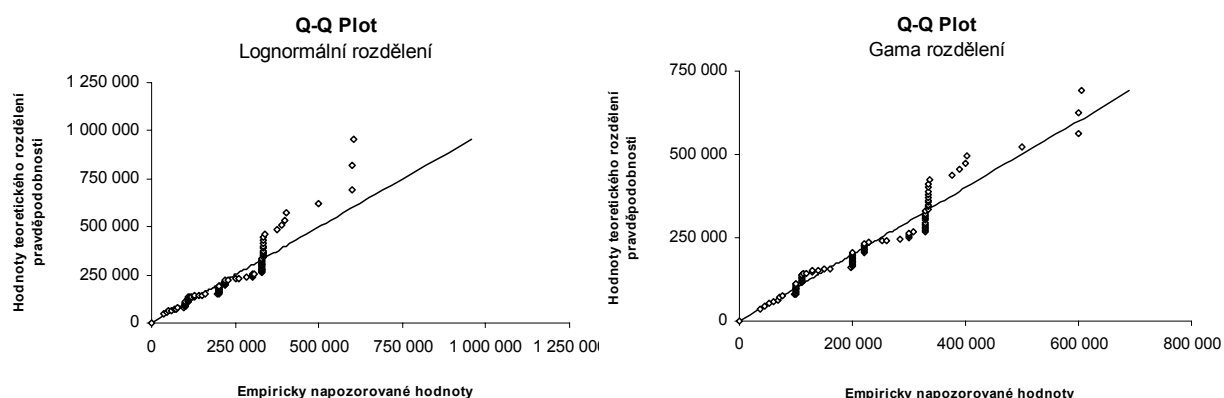 Q-Q Plot
Lognormální rozdělení
Hodnoty teoretického rozdělení
pravděpodobnosti
1 250 000
1 000 000
750 000
500 000
250 000
0
0
250 000
500 000
750 000
1 000 000
1 250
Empiricky napozorované hodnoty
Q-Q Plot
Gama rozdělení
Hodnoty teoretického rozdělení
pravděpodobnosti
750 000
500 000
250 000
0
0
200 000
400 000
600 000
800 000
Empiricky napozorované hodnoty